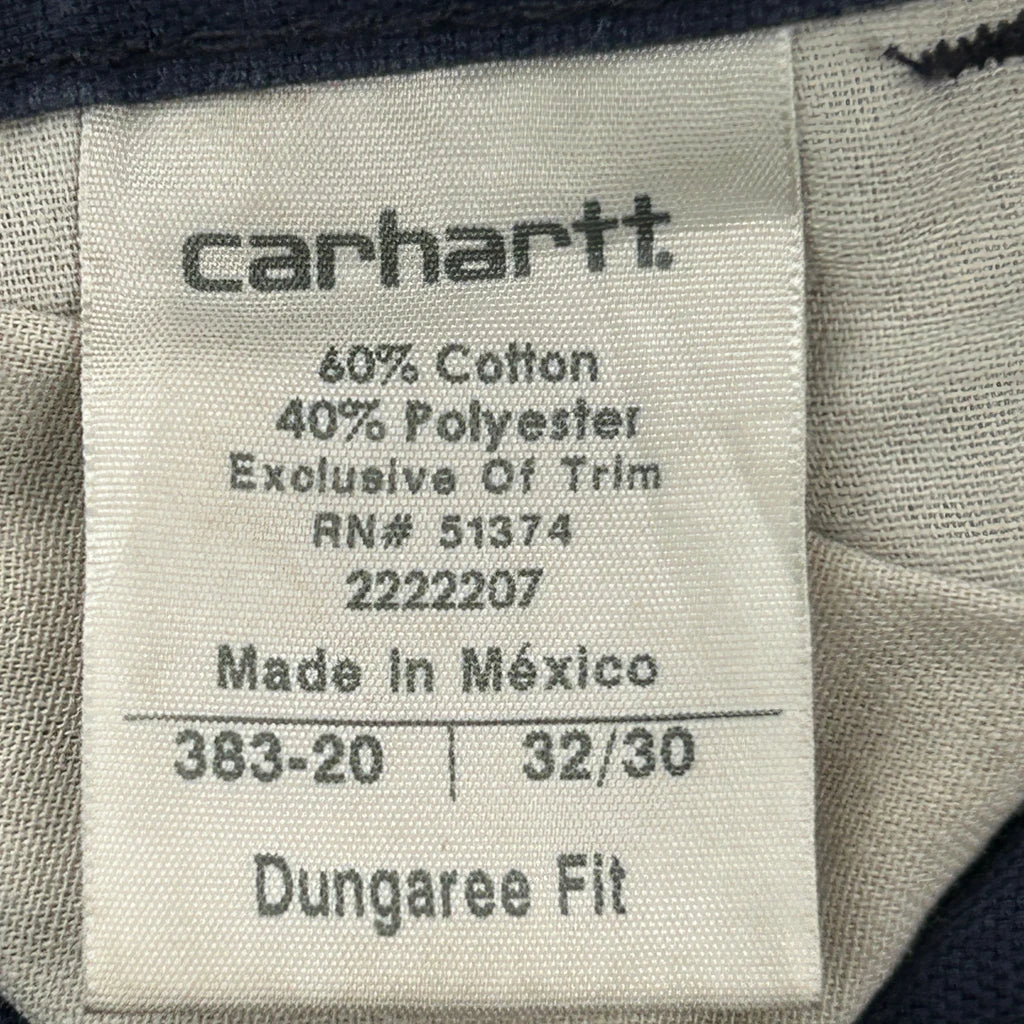 carhartt.
60% Cotton
40% Polyester
Exclusive Of Trim
RN# 51374
2222207
Made in México
383-20 | 32/30
Dungaree Fit